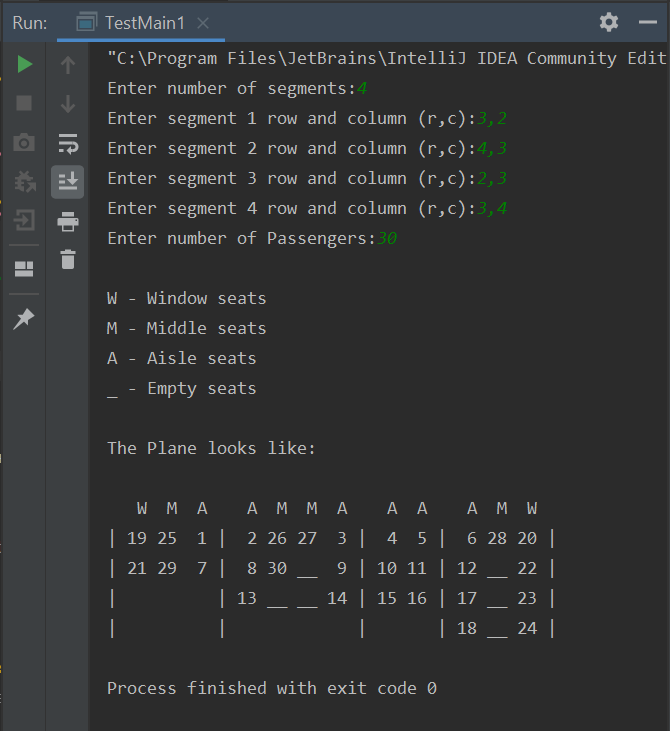 Run: TestMain1
"C:\Program Files\JetBrains\IntelliJ IDEA Community Edit
Enter number of segments:4
Enter segment 1 row and column (r,c):3,2
Enter segment 2 row and column (r,c):4,3
Enter segment 3 row and column (r,c):2,3
Enter segment 4 row and column (r,c):3,4
Enter number of Passengers:30
W - Window seats
M - Middle seats
A - Aisle seats
_ - Empty seats
The Plane looks like:
   W  M  A    A  M  M  A    A  A    A  M  W
| 19 25  1 |  2 26 27  3 |  4  5 |  6 28 20 |
| 21 29  7 |  8 30 __  9 | 10 11 | 12 __ 22 |
|          | 13 __ __ 14 | 15 16 | 17 __ 23 |
|          |             |       | 18 __ 24 |
Process finished with exit code 0